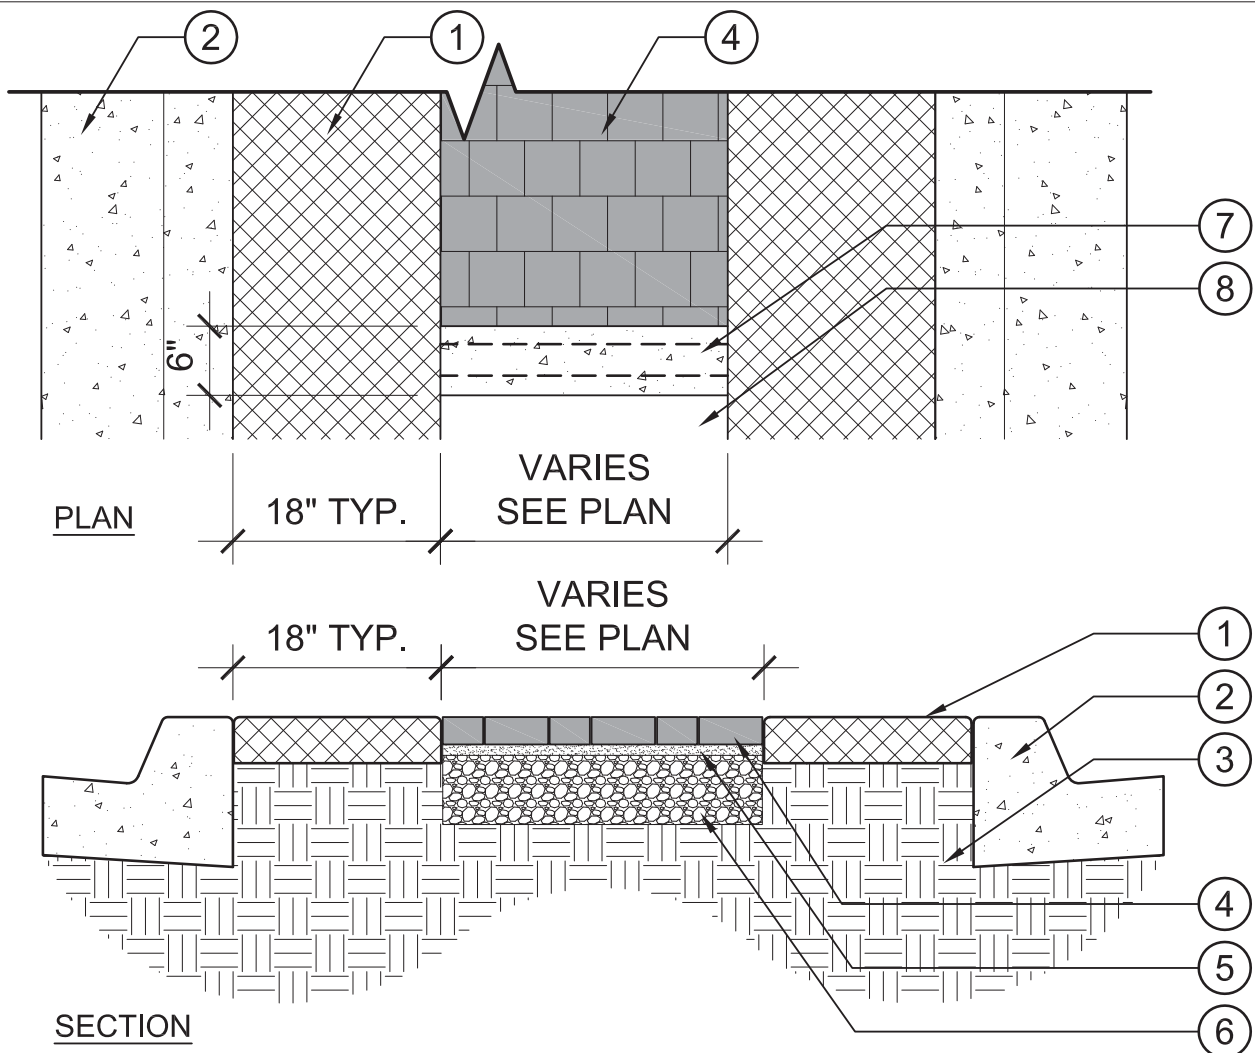 2
1
4
7
8
6"
VARIES
SEE PLAN
18" TYP.
PLAN
VARIES
SEE PLAN
18" TYP.
1
2
3
4
5
6
SECTION